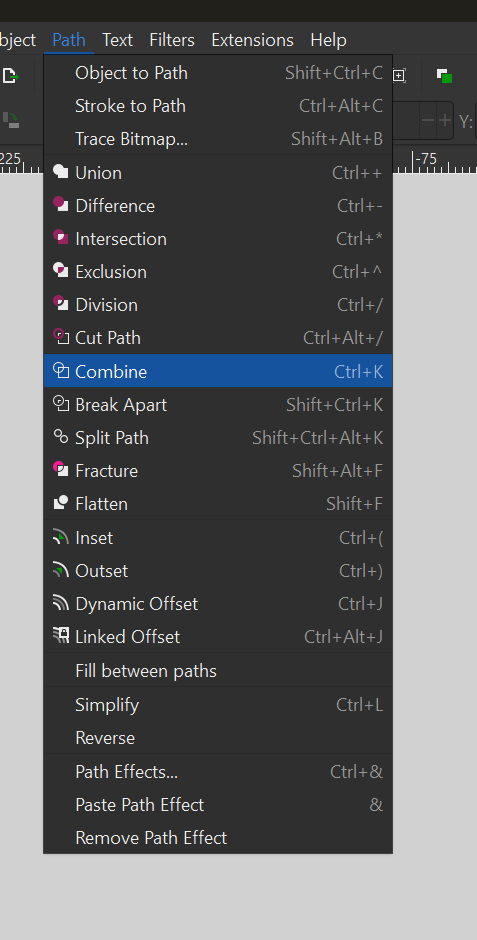 bject Path Text Filters Extensions Help
Object to Path Shift+Ctrl+C
Stroke to Path Ctrl+Alt+C
Trace Bitmap... Shift+Alt+B
Y:
225 -75
Union Ctrl++
Difference Ctrl+-
Intersection Ctrl+*
Exclusion Ctrl+^
Division Ctrl+/
Cut Path Ctrl+Alt+/
Combine Ctrl+K
Break Apart Shift+Ctrl+K
Split Path Shift+Ctrl+Alt+K
Fracture Shift+Alt+F
Flatten Shift+F
Inset Ctrl+(
Outset Ctrl+)
Dynamic Offset Ctrl+J
Linked Offset Ctrl+Alt+J
Fill between paths
Simplify Ctrl+L
Reverse
Path Effects... Ctrl+&
Paste Path Effect &
Remove Path Effect